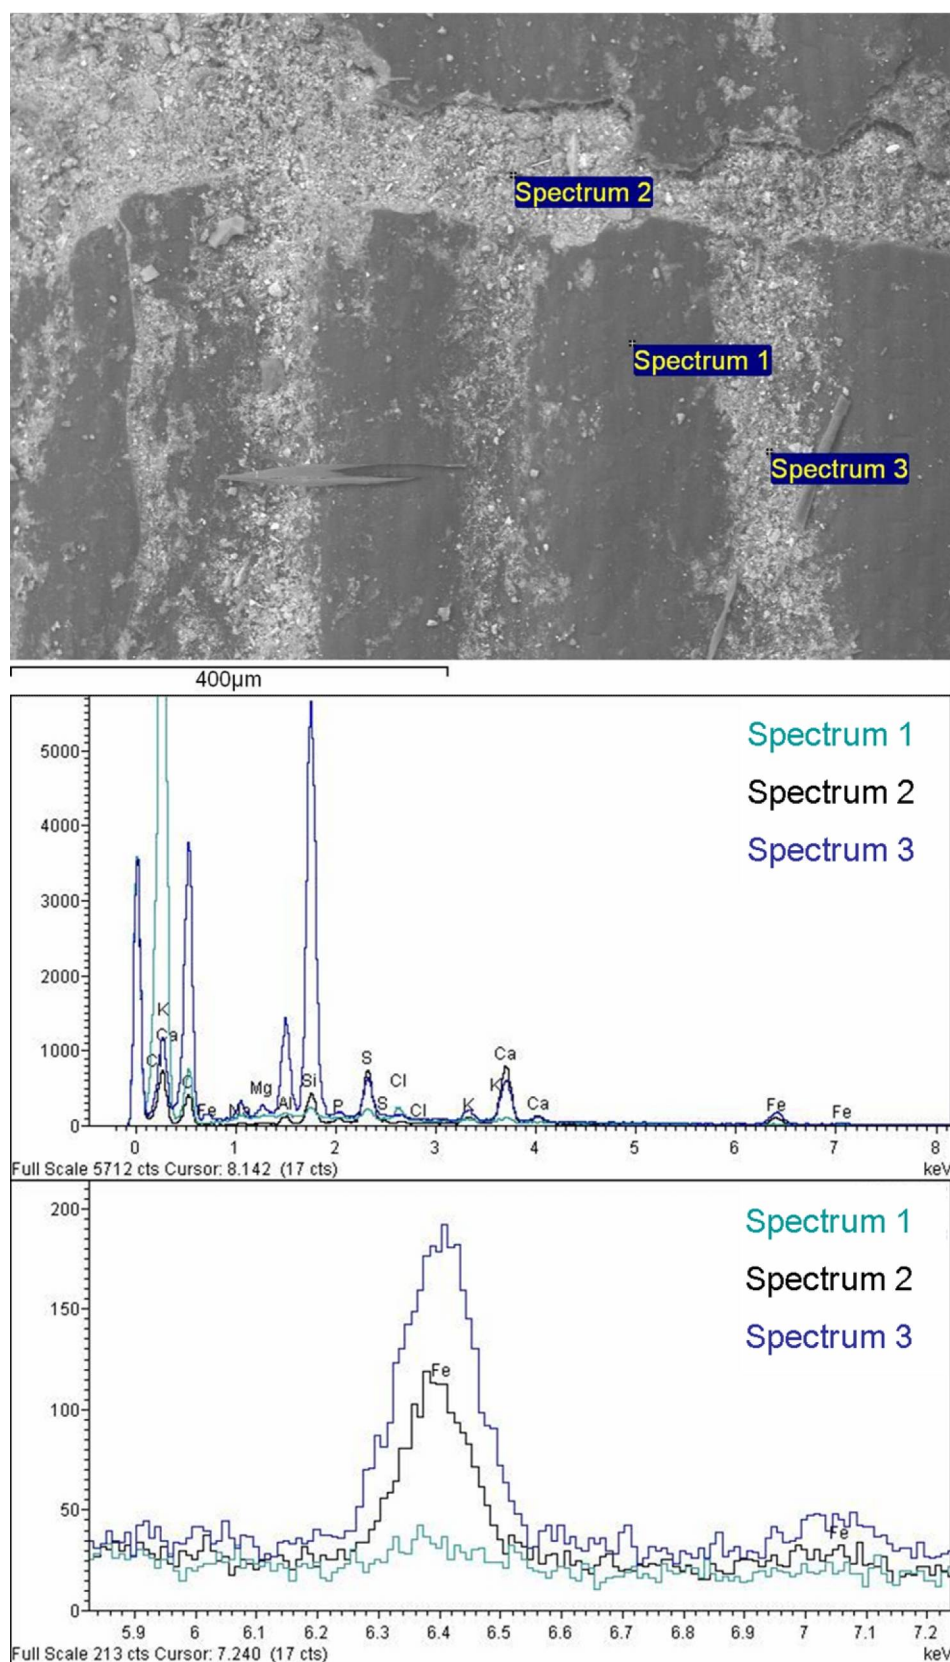 Spectrum 2
Spectrum 1
Spectrum 3
400µm
Spectrum 1
Spectrum 2
Spectrum 3
5000
4000
3000
2000
1000
0
K
Ca
C
O
Fe
Na
Mg
Al
Si
P
S
S
Cl
Cl
K
K
Ca
Ca
Fe
Fe
0 1 2 3 4 5 6 7 8
Full Scale 5712 cts Cursor: 8.142 (17 cts) keV
Spectrum 1
Spectrum 2
Spectrum 3
200
150
100
50
0
Fe
Fe
5.9 6 6.1 6.2 6.3 6.4 6.5 6.6 6.7 6.8 6.9 7 7.1 7.2
Full Scale 213 cts Cursor: 7.240 (17 cts) keV